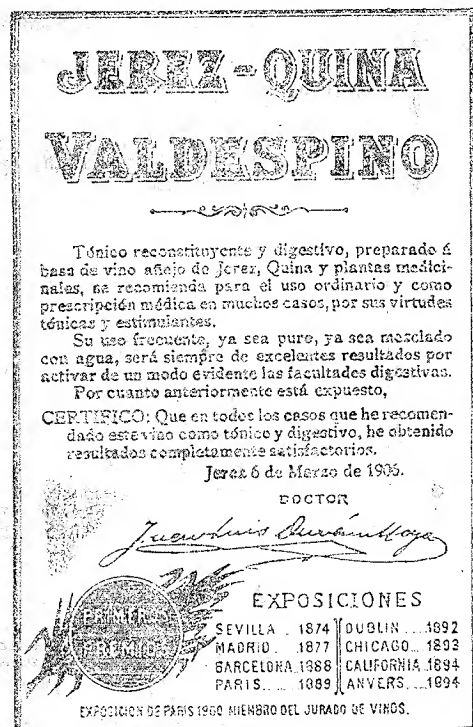 JEREZ-QUINA
VALDESPINO
Tónico reconstituyente y digestivo, preparado á
base de vino añejo de Jerez, Quina y plantas medici-
nales, se recomienda para el uso ordinario y como
prescripción médica en muchos casos, por sus virtudes
tónicas y estimulantes.
Su uso frecuente, ya sea puro, ya sea mezclado
con agua, será siempre de excelentes resultados por
activar de un modo evidente las facultades digestivas.
Por cuanto anteriormente está expuesto,
CERTIFICO: Que en todos los casos que he recomen-
dado este vino como tónico y digestivo, he obtenido
resultados completamente satisfactorios.
Jerez 6 de Marzo de 1906.
DOCTOR
Juan Luis Durán Moya
PRIMEROS
PREMIOS
EXPOSICIONES
SEVILLA .. 1874
MADRID .. 1877
BARCELONA. 1888
PARIS..... 1889
DUBLIN .....1892
CHICAGO... 1893
CALIFORNIA.1894
ANVERS. ...1894
EXPOSICION DE PARIS 1900 MIEMBRO DEL JURADO DE VINOS.